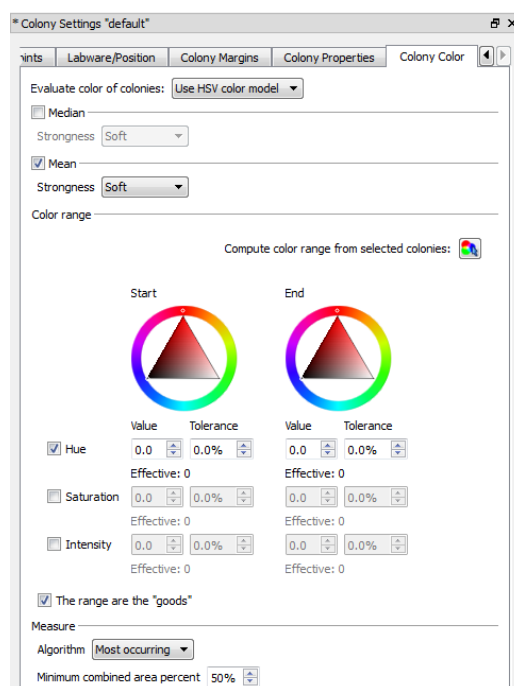 * Colony Settings "default"
Labware/Position Colony Margins Colony Properties Colony Color
Evaluate color of colonies: Use HSV color model
Median
Strongness Soft
Mean
Strongness Soft
Color range
Compute color range from selected colonies:
Start End
Value Tolerance Value Tolerance
Hue 0.0 0.0% 0.0 0.0%
Effective: 0 Effective: 0
Saturation 0.0 0.0% 0.0 0.0%
Effective: 0 Effective: 0
Intensity 0.0 0.0% 0.0 0.0%
Effective: 0 Effective: 0
The range are the "goods"
Measure
Algorithm Most occurring
Minimum combined area percent 50%